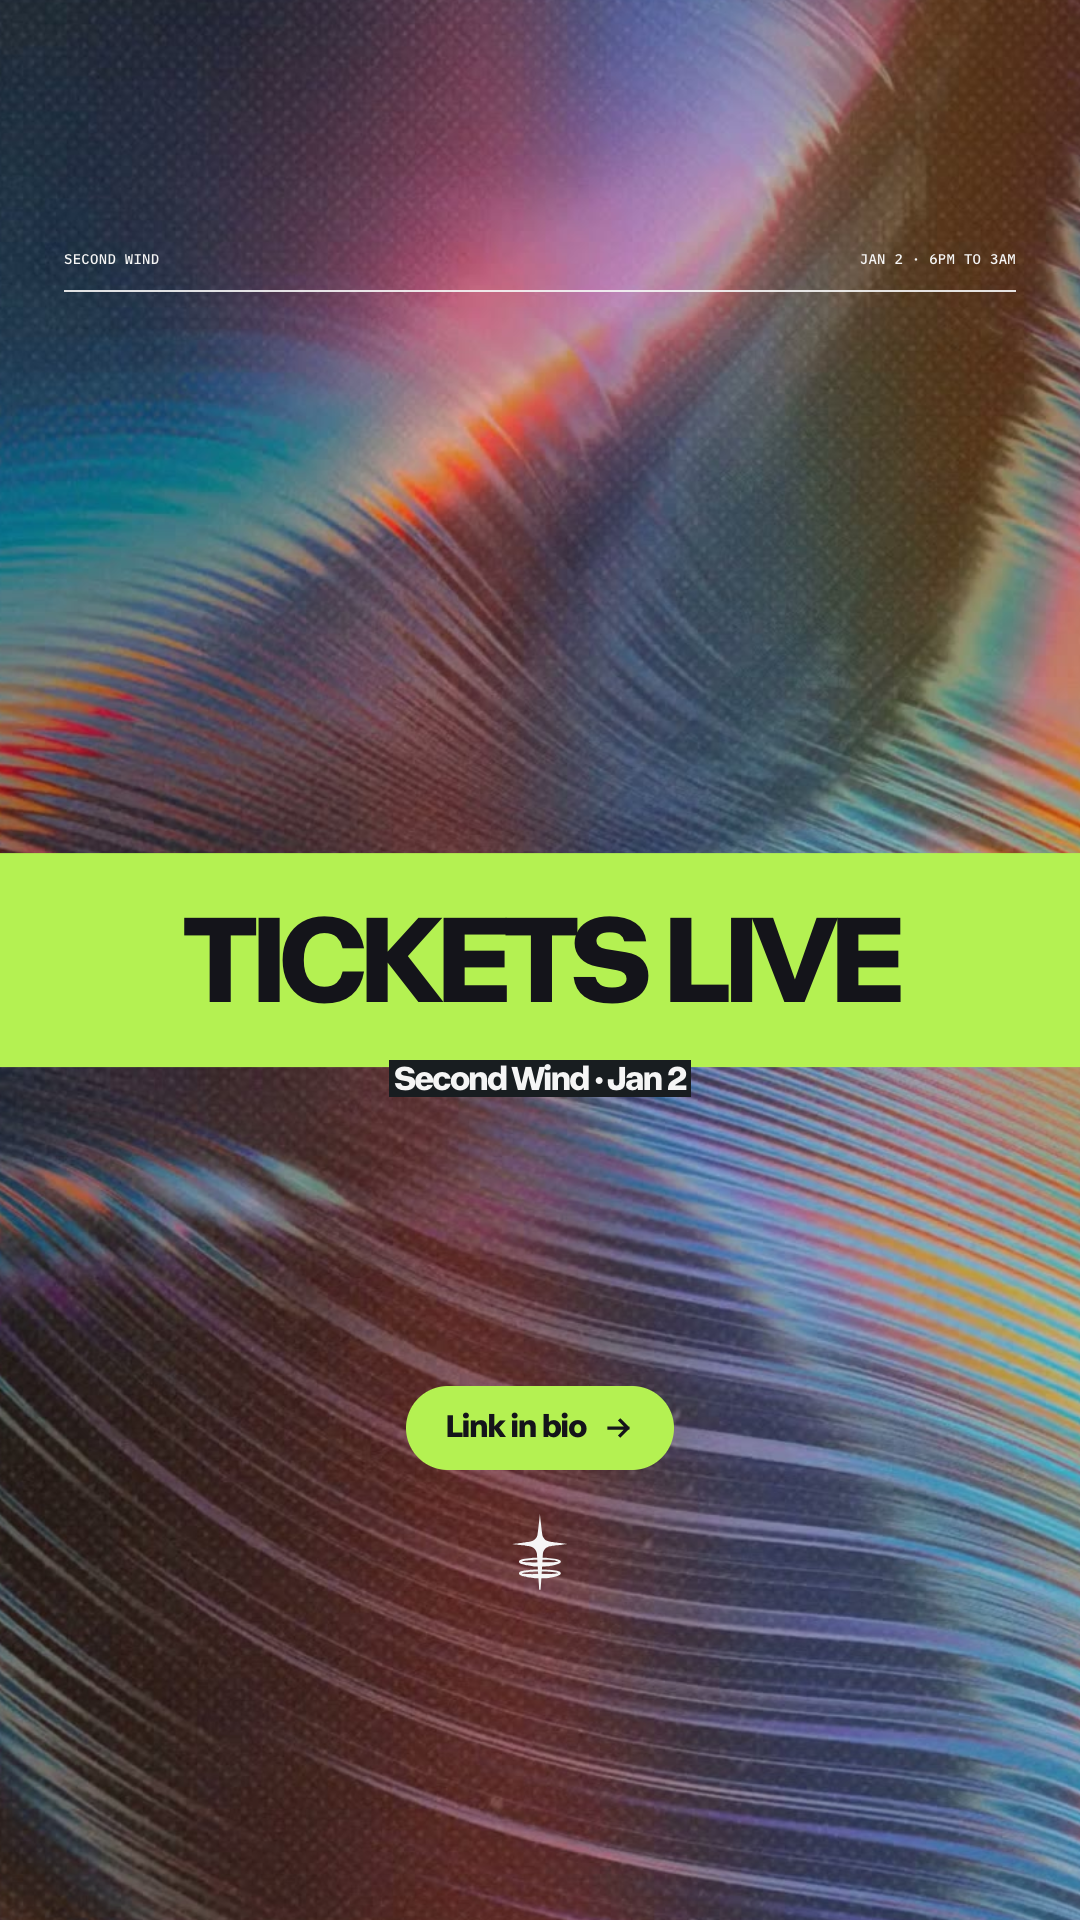 SECOND WIND
JAN 2 · 6PM TO 3AM
TICKETS LIVE
Second Wind · Jan 2
Link in bio →